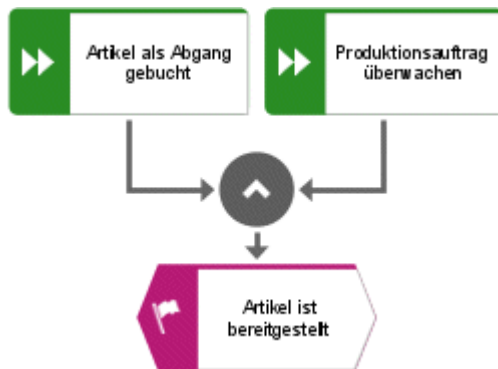 Artikel als Abgang
gebucht
Produktionsauftrag
überwachen
Artikel ist
bereitgestellt